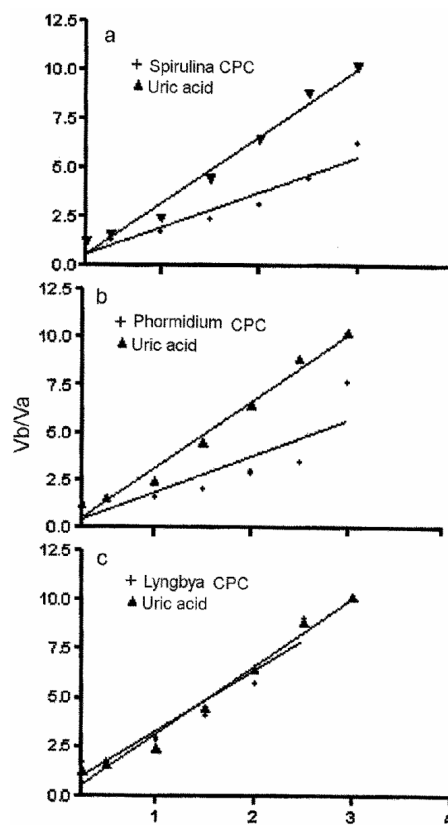 12.5
a
+ Spirulina CPC
10.0
▲ Uric acid
7.5
5.0
2.5
0.0
12.5
b
+ Phormidium CPC
▲ Uric acid
10.0
7.5
5.0
2.5
0.0
Vb/Va
12.5
c
+ Lyngbya CPC
▲ Uric acid
10.0
7.5
5.0
2.5
0.0
1 2 3